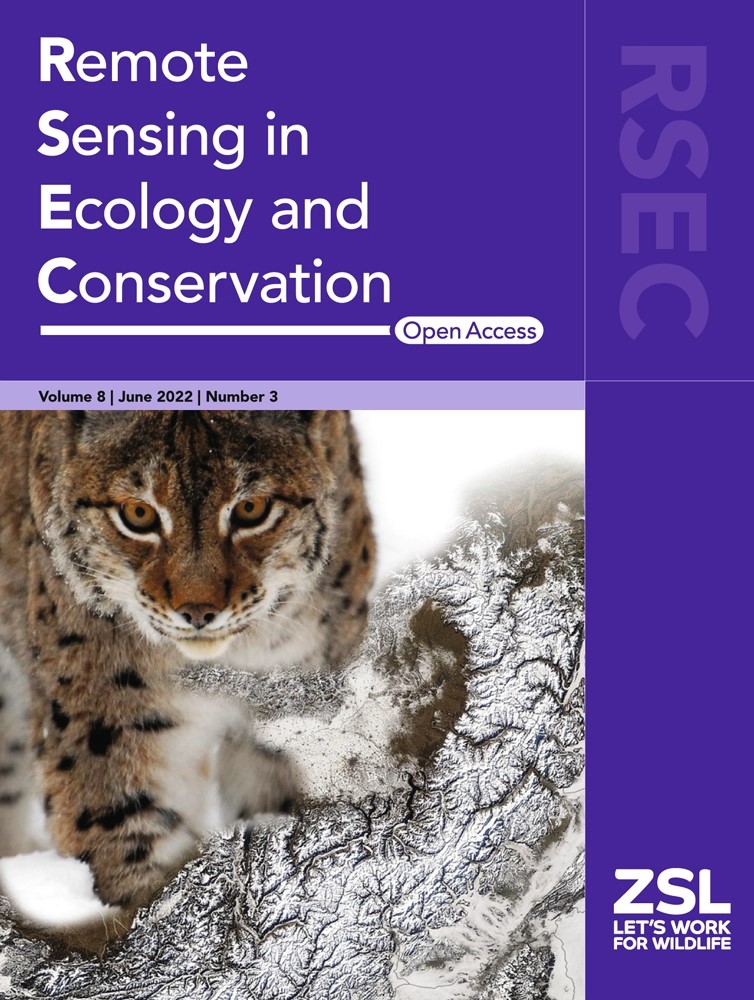 Remote
Sensing in
Ecology and
Conservation
Open Access
RSEC
Volume 8 | June 2022 | Number 3
ZSL
LET'S WORK
FOR WILDLIFE